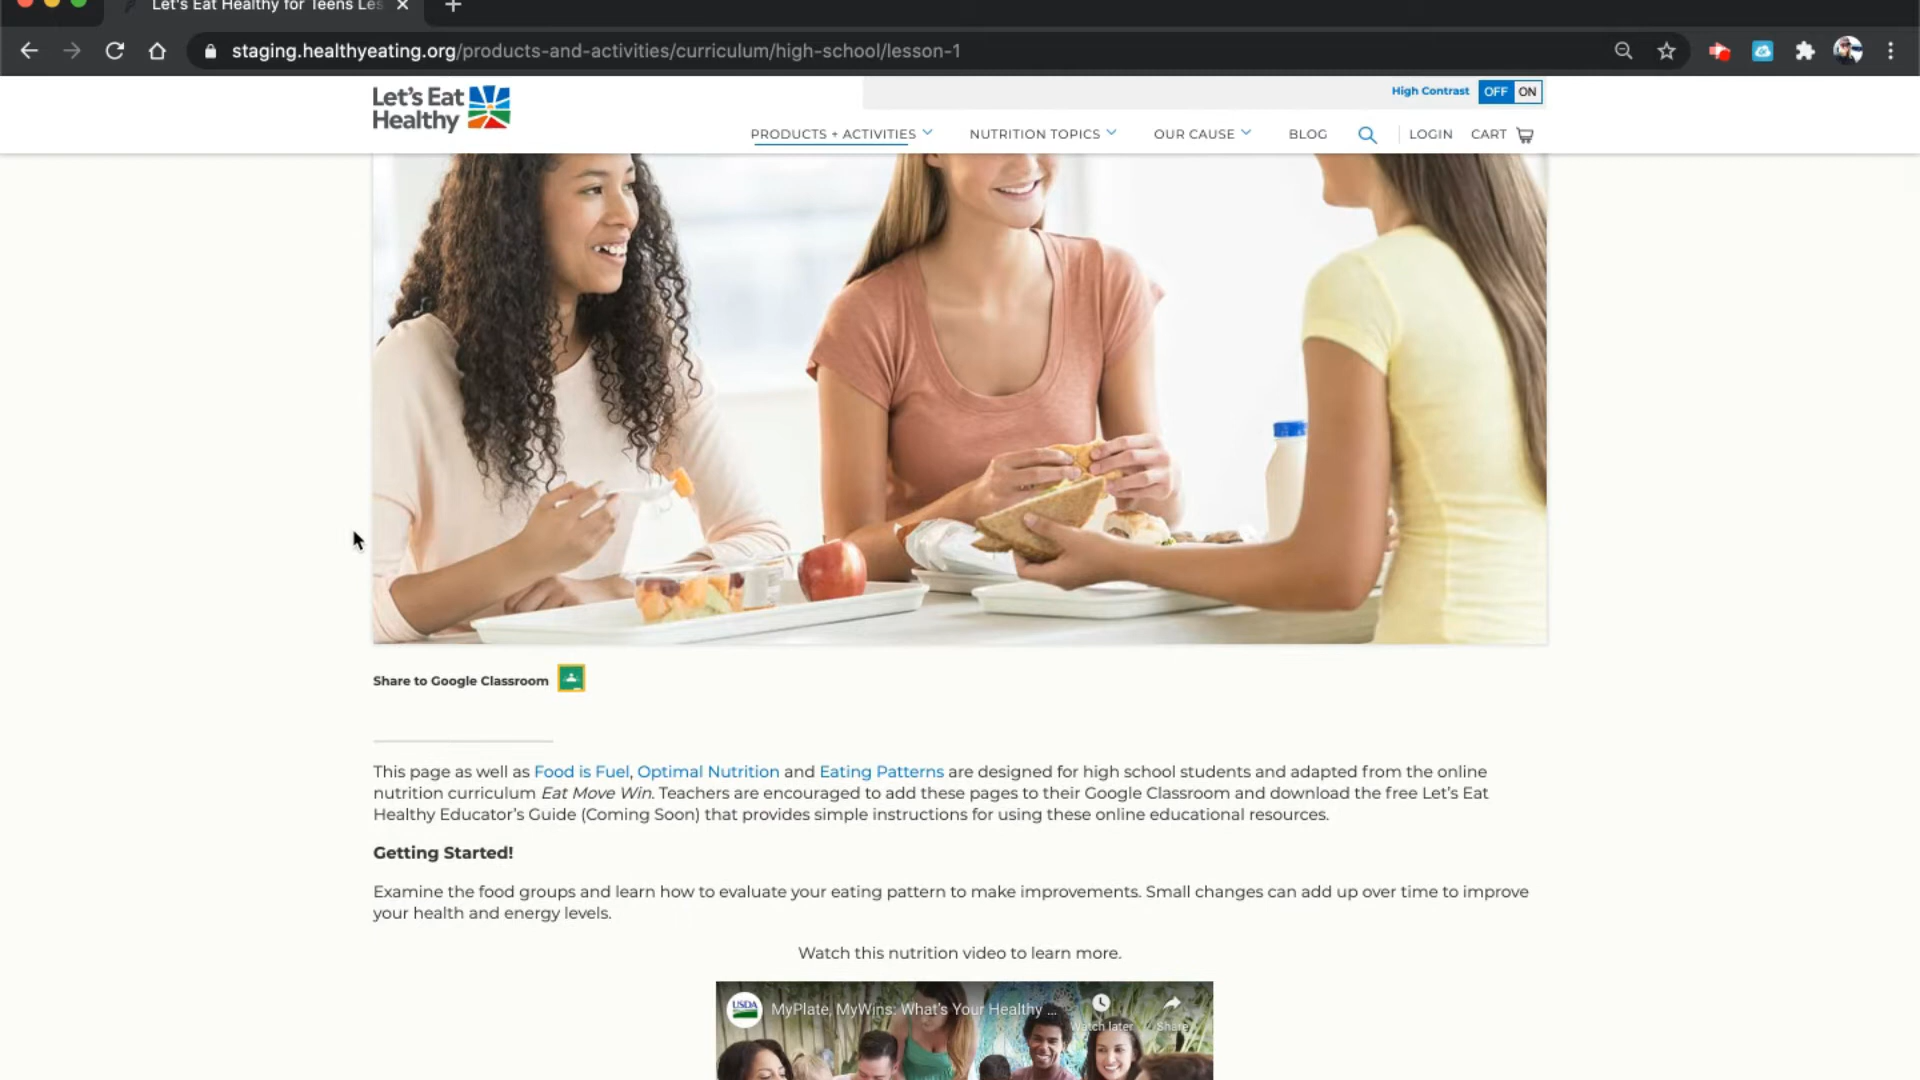 Let's Eat Healthy for Teens Les
staging.healthyeating.org/products-and-activities/curriculum/high-school/lesson-1
Let's Eat
Healthy
High Contrast OFF ON
PRODUCTS + ACTIVITIES NUTRITION TOPICS OUR CAUSE BLOG LOGIN CART
Share to Google Classroom
This page as well as Food is Fuel, Optimal Nutrition and Eating Patterns are designed for high school students and adapted from the online
nutrition curriculum Eat Move Win. Teachers are encouraged to add these pages to their Google Classroom and download the free Let's Eat
Healthy Educator's Guide (Coming Soon) that provides simple instructions for using these online educational resources.
Getting Started!
Examine the food groups and learn how to evaluate your eating pattern to make improvements. Small changes can add up over time to improve
your health and energy levels.
Watch this nutrition video to learn more.
USDA MyPlate, MyWins: What's Your Healthy ...
Watch later Share